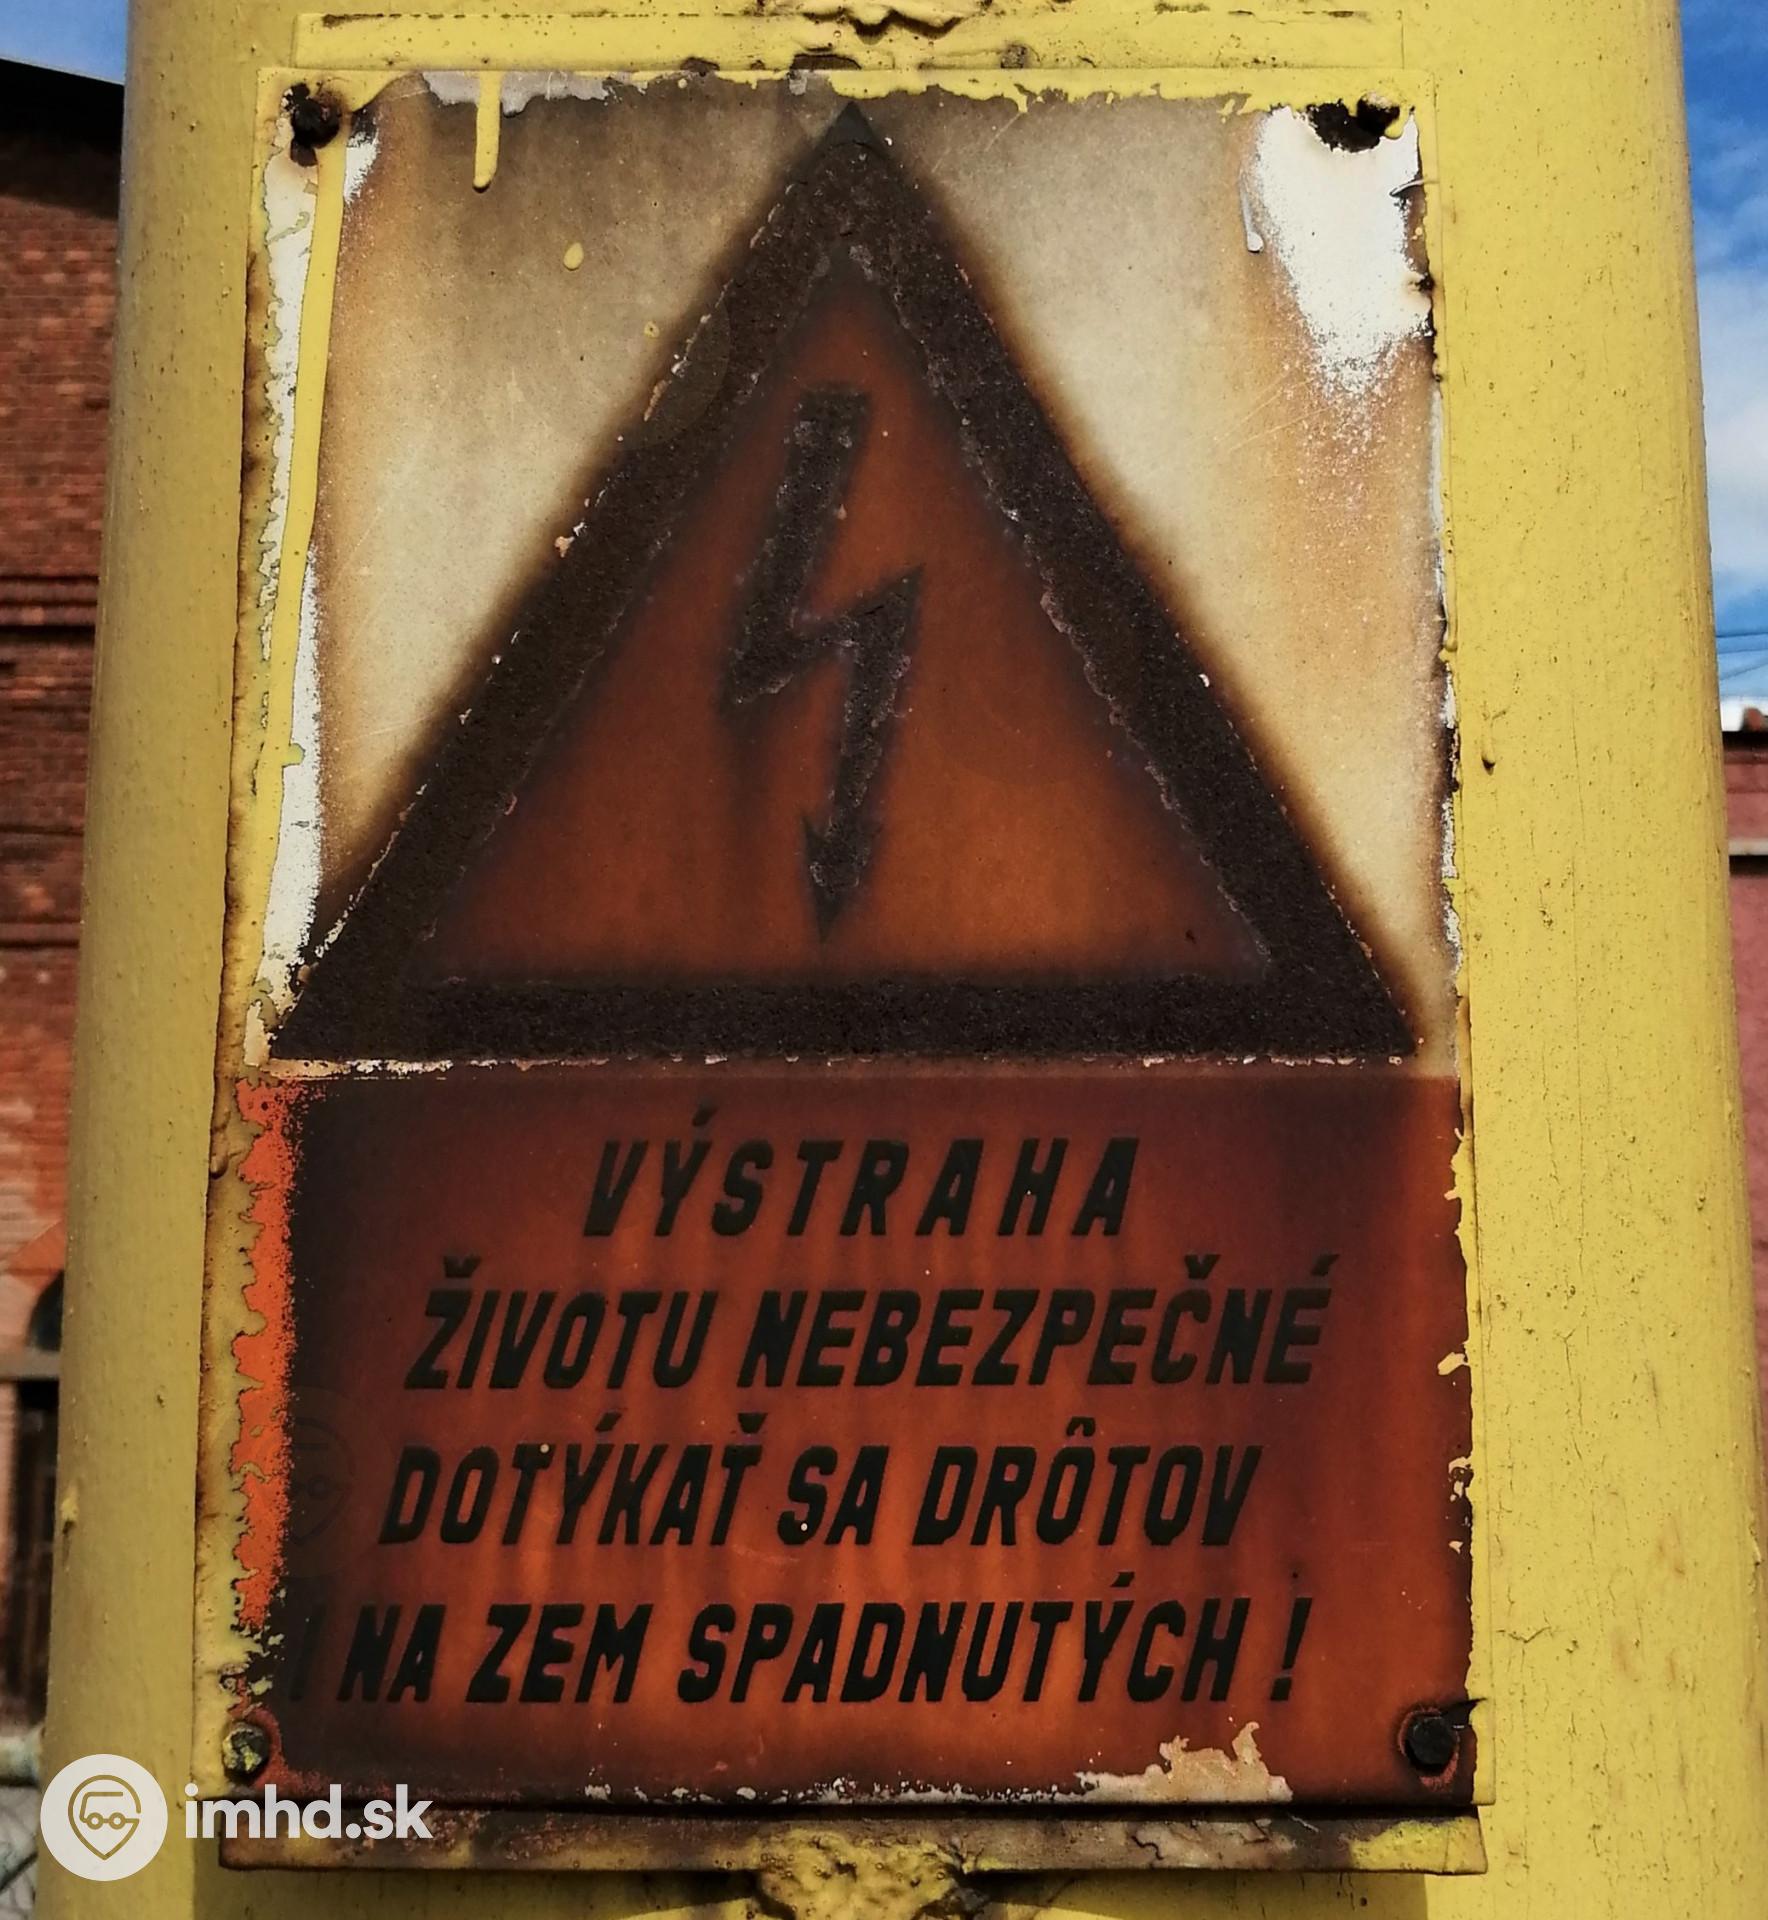 VÝSTRAHA
ŽIVOTU NEBEZPEČNÉ
DOTÝKAŤ SA DRÔTOV
I NA ZEM SPADNUTÝCH !
imhd.sk